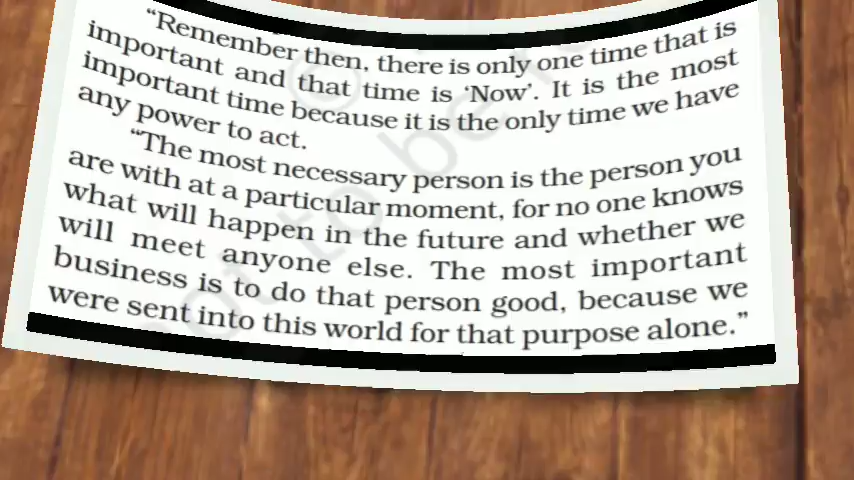 “Remember then, there is only one time that is
important and that time is ‘Now’. It is the most
important time because it is the only time we have
any power to act.
“The most necessary person is the person you
are with at a particular moment, for no one knows
what will happen in the future and whether we
will meet anyone else. The most important
business is to do that person good, because we
were sent into this world for that purpose alone.”